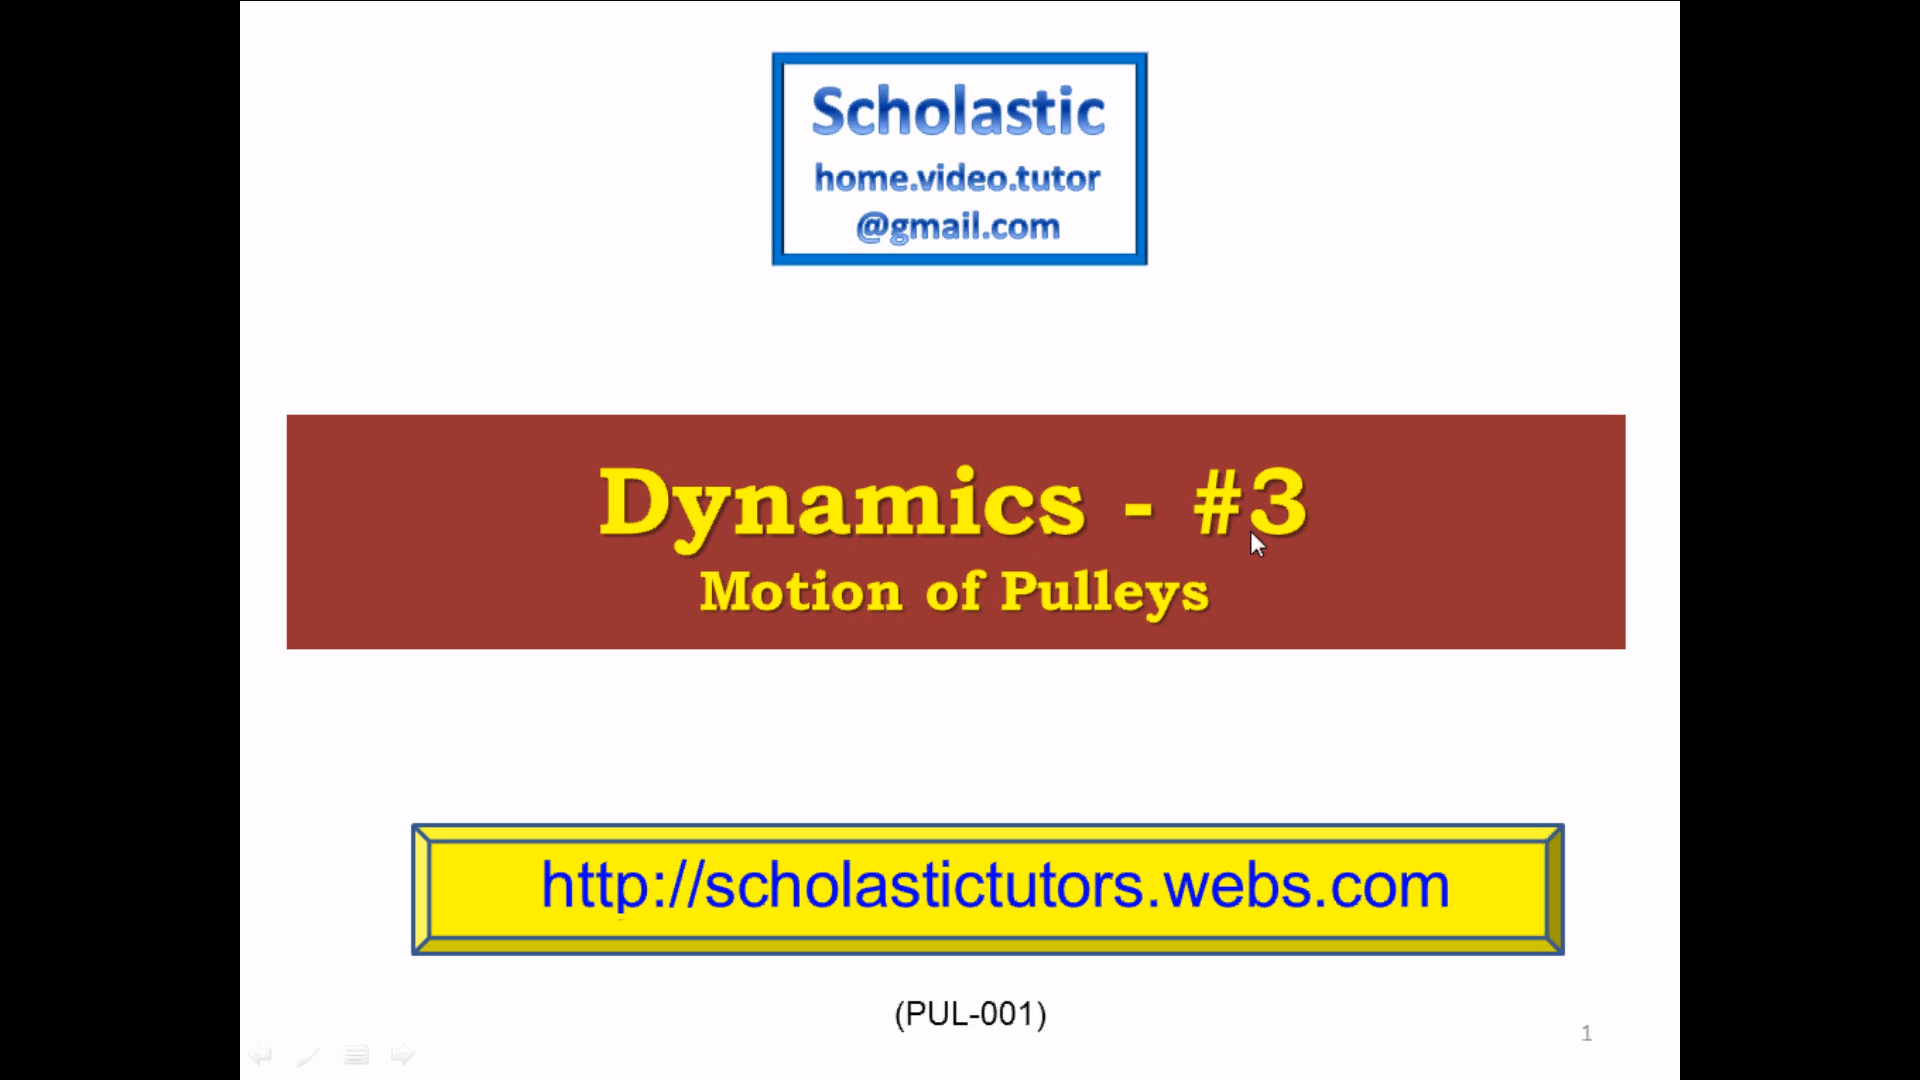 Scholastic
home.video.tutor
@gmail.com
Dynamics - #3
Motion of Pulleys
http://scholastictutors.webs.com
(PUL-001)
1